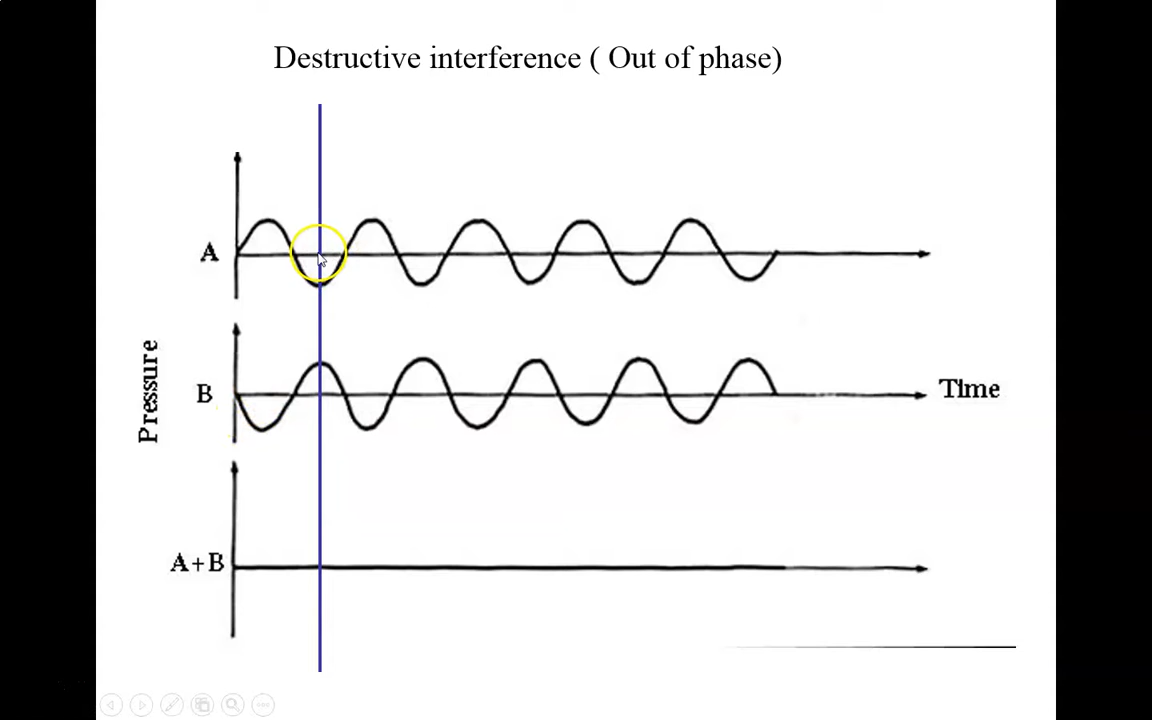 Destructive interference ( Out of phase)
A
Pressure
B
Time
A+B